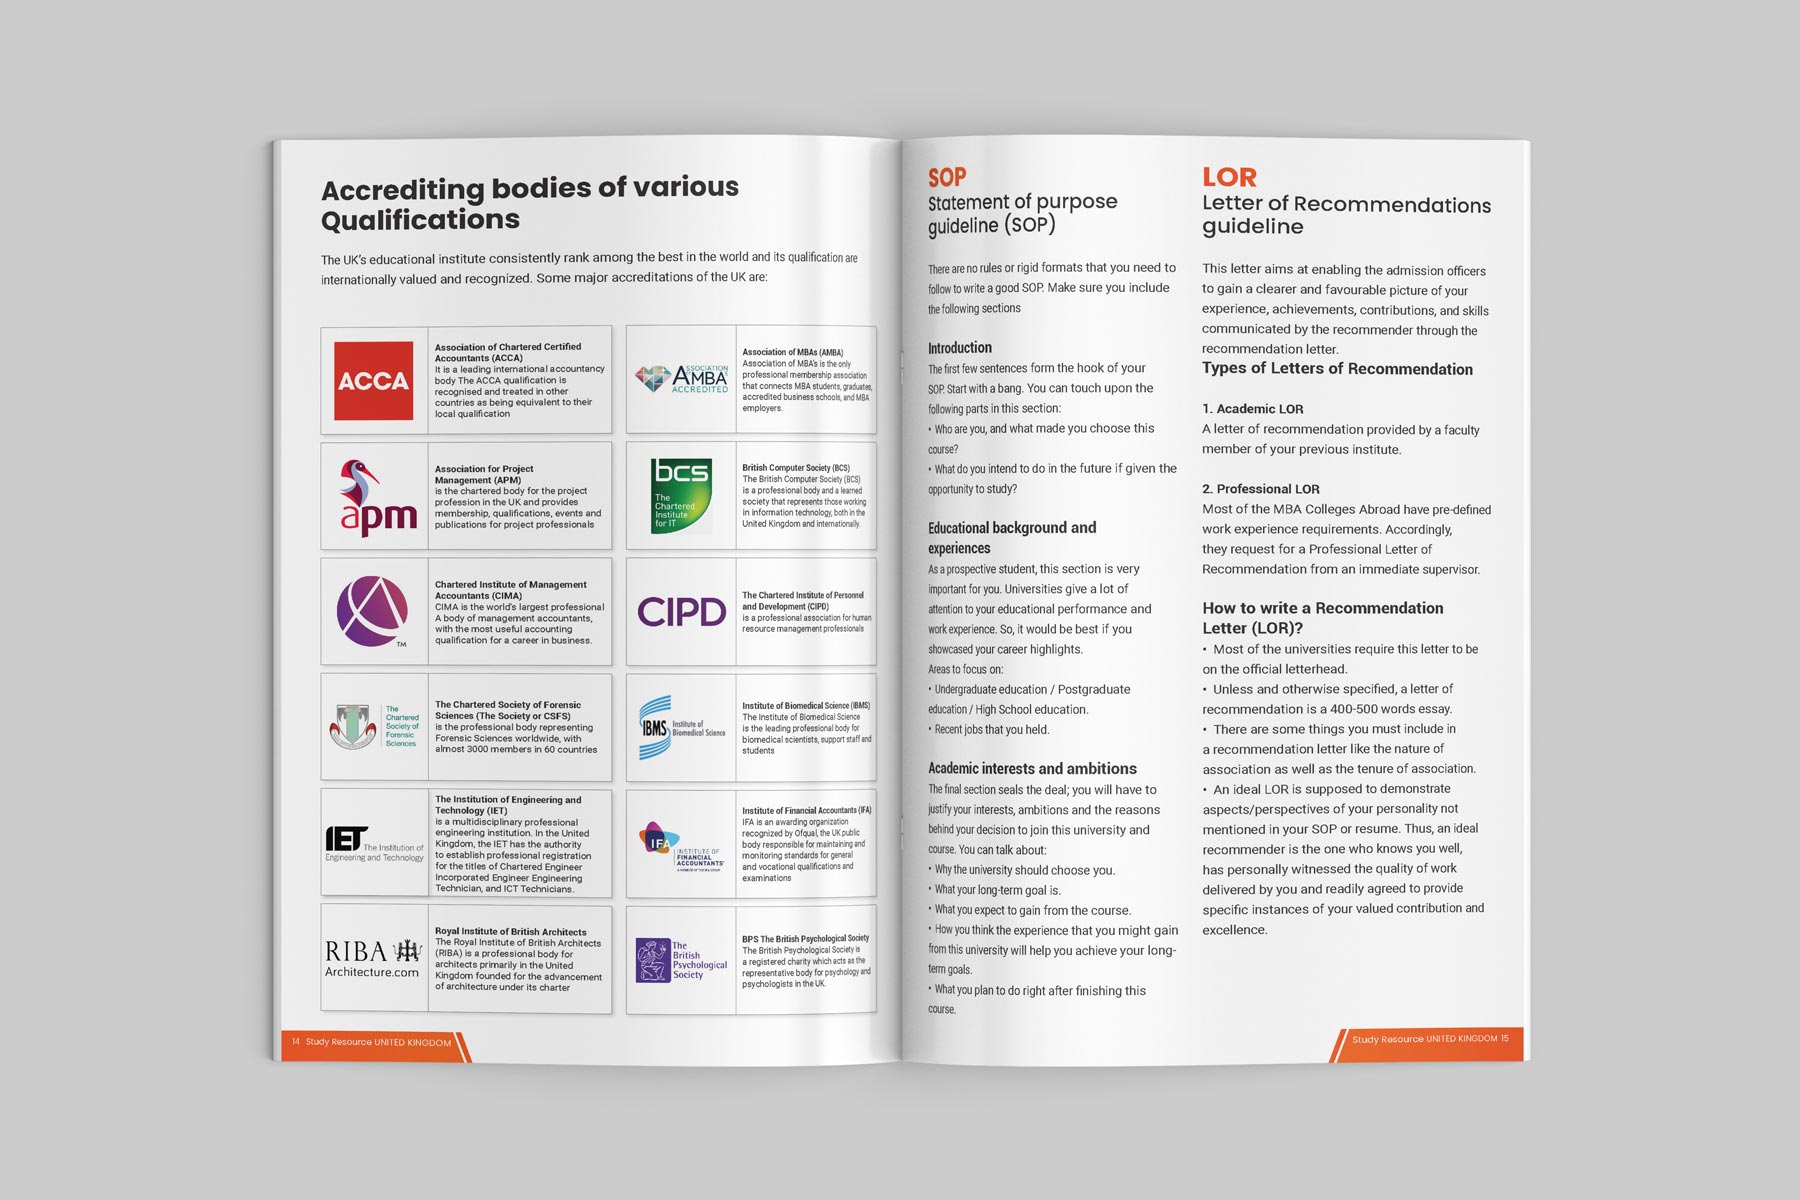 Accrediting bodies of various
Qualifications
The UK's educational institute consistently rank among the best in the world and its qualification are
internationally valued and recognized. Some major accreditations of the UK are:
ACCA
Association of Chartered Certified
Accountants (ACCA)
It is a leading international accountancy
body The ACCA qualification is
recognised and treated in other
countries as being equivalent to their
local qualification
ASSOCIATION
AMBA
ACCREDITED
Association of MBAs (AMBA)
Association of MBA's is the only
professional membership association
that connects MBA students, graduates,
accredited business schools, and MBA
employers.
apm
Association for Project
Management (APM)
is the chartered body for the project
profession in the UK and provides
membership, qualifications, events and
publications for project professionals
bcs
The
Chartered
Institute
for IT
British Computer Society (BCS)
The British Computer Society (BCS)
is a professional body and a learned
society that represents those working
in information technology, both in the
United Kingdom and internationally.
TM
Chartered Institute of Management
Accountants (CIMA)
CIMA is the world's largest professional
A body of management accountants,
with the most useful accounting
qualification for a career in business.
CIPD
The Chartered Institute of Personnel
and Development (CIPD)
is a professional association for human
resource management professionals
The
Chartered
Society of
Forensic
Sciences
The Chartered Society of Forensic
Sciences (The Society or CSFS)
is the professional body representing
Forensic Sciences worldwide, with
almost 3000 members in 60 countries
IBMS
Institute of
Biomedical Science
Institute of Biomedical Science (IBMS)
The Institute of Biomedical Science
is the leading professional body for
biomedical scientists, support staff and
students
IET The Institution of
Engineering and Technology
The Institution of Engineering and
Technology (IET)
is a multidisciplinary professional
engineering institution. In the United
Kingdom, the IET has the authority
to establish professional registration
for the titles of Chartered Engineer
Incorporated Engineer Engineering
Technician, and ICT Technicians.
IFA
INSTITUTE OF
FINANCIAL
ACCOUNTANTS
Institute of Financial Accountants (IFA)
IFA is an awarding organization
recognized by Ofqual, the UK public
body responsible for maintaining and
monitoring standards for general
and vocational qualifications and
examinations
RIBA
Architecture.com
Royal Institute of British Architects
The Royal Institute of British Architects
(RIBA) is a professional body for
architects primarily in the United
Kingdom founded for the advancement
of architecture under its charter
The
British
Psychological
Society
BPS The British Psychological Society
The British Psychological Society is
a registered charity which acts as the
representative body for psychology and
psychologists in the UK.
14 Study Resource UNITED KINGDOM
SOP
Statement of purpose
guideline (SOP)
There are no rules or rigid formats that you need to
follow to write a good SOP. Make sure you include
the following sections
Introduction
The first few sentences form the hook of your
SOP. Start with a bang. You can touch upon the
following parts in this section:
• Who are you, and what made you choose this
course?
• What do you intend to do in the future if given the
opportunity to study?
Educational background and
experiences
As a prospective student, this section is very
important for you. Universities give a lot of
attention to your educational performance and
work experience. So, it would be best if you
showcased your career highlights.
Areas to focus on:
• Undergraduate education / Postgraduate
education / High School education.
• Recent jobs that you held.
Academic interests and ambitions
The final section seals the deal; you will have to
justify your interests, ambitions and the reasons
behind your decision to join this university and
course. You can talk about:
• Why the university should choose you.
• What your long-term goal is.
• What you expect to gain from the course.
• How you think the experience that you might gain
from this university will help you achieve your long-
term goals.
• What you plan to do right after finishing this
course.
LOR
Letter of Recommendations
guideline
This letter aims at enabling the admission officers
to gain a clearer and favourable picture of your
experience, achievements, contributions, and skills
communicated by the recommender through the
recommendation letter.
Types of Letters of Recommendation
1. Academic LOR
A letter of recommendation provided by a faculty
member of your previous institute.
2. Professional LOR
Most of the MBA Colleges Abroad have pre-defined
work experience requirements. Accordingly,
they request for a Professional Letter of
Recommendation from an immediate supervisor.
How to write a Recommendation
Letter (LOR)?
• Most of the universities require this letter to be
on the official letterhead.
• Unless and otherwise specified, a letter of
recommendation is a 400-500 words essay.
• There are some things you must include in
a recommendation letter like the nature of
association as well as the tenure of association.
• An ideal LOR is supposed to demonstrate
aspects/perspectives of your personality not
mentioned in your SOP or resume. Thus, an ideal
recommender is the one who knows you well,
has personally witnessed the quality of work
delivered by you and readily agreed to provide
specific instances of your valued contribution and
excellence.
Study Resource UNITED KINGDOM 15